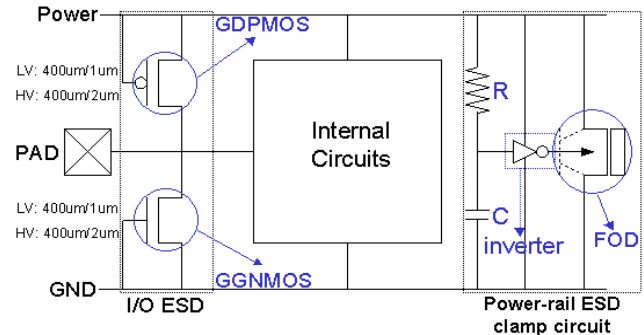 Power
GDPMOS
LV: 400um/1um
HV: 400um/2um
R
PAD
Internal
Circuits
LV: 400um/1um
HV: 400um/2um
C
inverter
FOD
GGNMOS
GND
I/O ESD
Power-rail ESD
clamp circuit